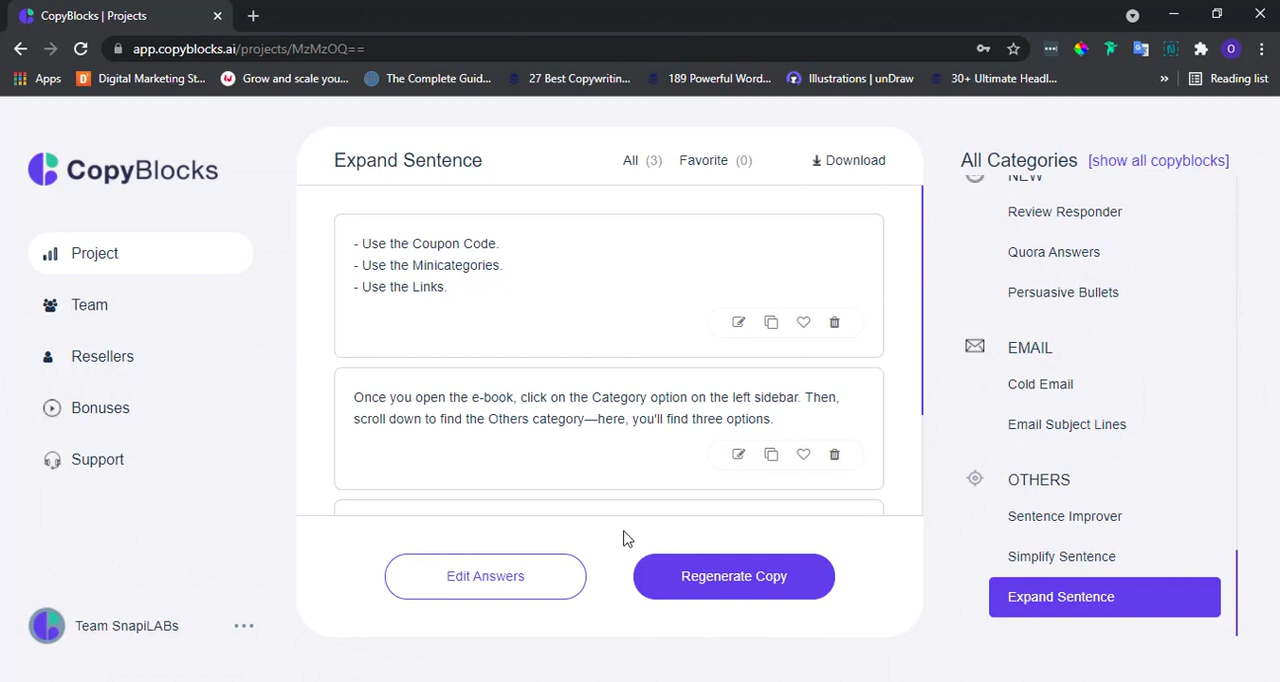 CopyBlocks | Projects
app.copyblocks.ai/projects/MzMzOQ==
O
Apps
Digital Marketing St...
Grow and scale you...
The Complete Guid...
27 Best Copywritin...
189 Powerful Word...
Illustrations | unDraw
30+ Ultimate Headl...
»
Reading list
CopyBlocks
Project
Team
Resellers
Bonuses
Support
Team SnapiLABs
Expand Sentence
All (3)
Favorite (0)
Download
- Use the Coupon Code.
- Use the Minicategories.
- Use the Links.
Once you open the e-book, click on the Category option on the left sidebar. Then,
scroll down to find the Others category—here, you'll find three options.
Edit Answers
Regenerate Copy
All Categories [show all copyblocks]
NEW
Review Responder
Quora Answers
Persuasive Bullets
EMAIL
Cold Email
Email Subject Lines
OTHERS
Sentence Improver
Simplify Sentence
Expand Sentence